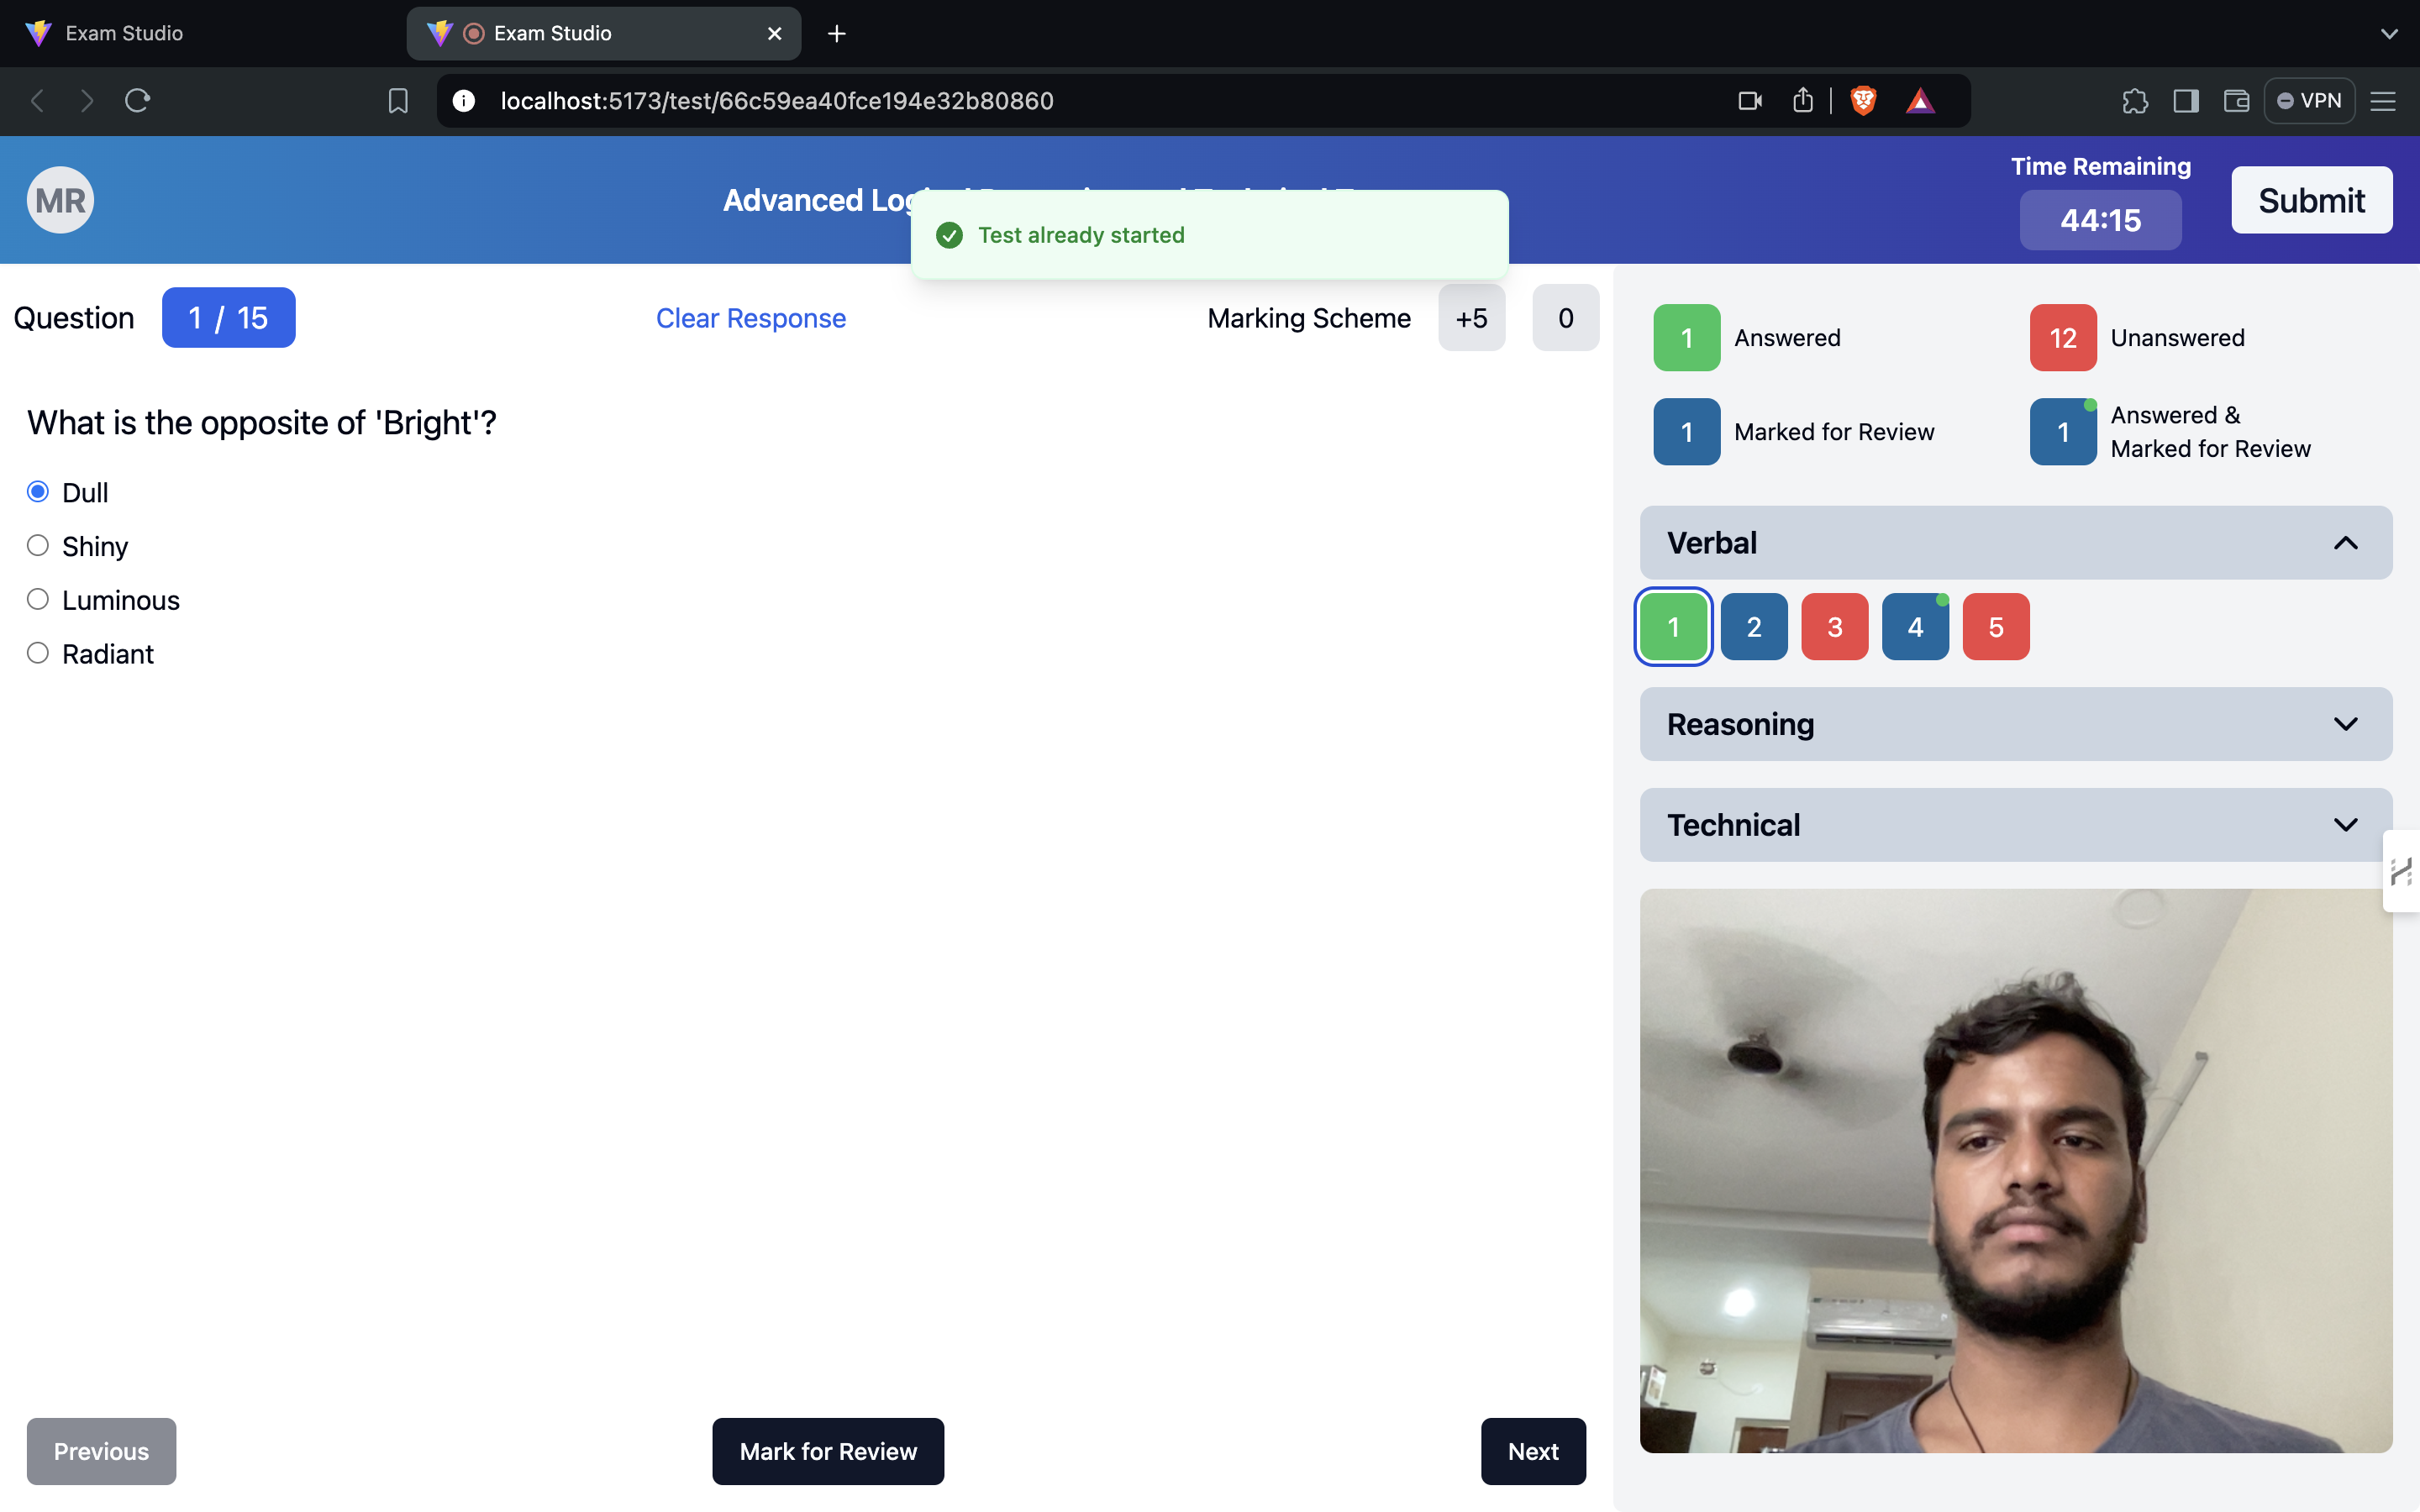 Exam Studio
Exam Studio
localhost:5173/test/66c59ea40fce194e32b80860
VPN
MR
Advanced
Test already started
Time Remaining
44:15
Submit
Question 1 / 15
Clear Response
Marking Scheme +5 0
What is the opposite of 'Bright'?
Dull
Shiny
Luminous
Radiant
1 Answered
12 Unanswered
1 Marked for Review
1 Answered &
Marked for Review
Verbal
1 2 3 4 5
Reasoning
Technical
Previous
Mark for Review
Next